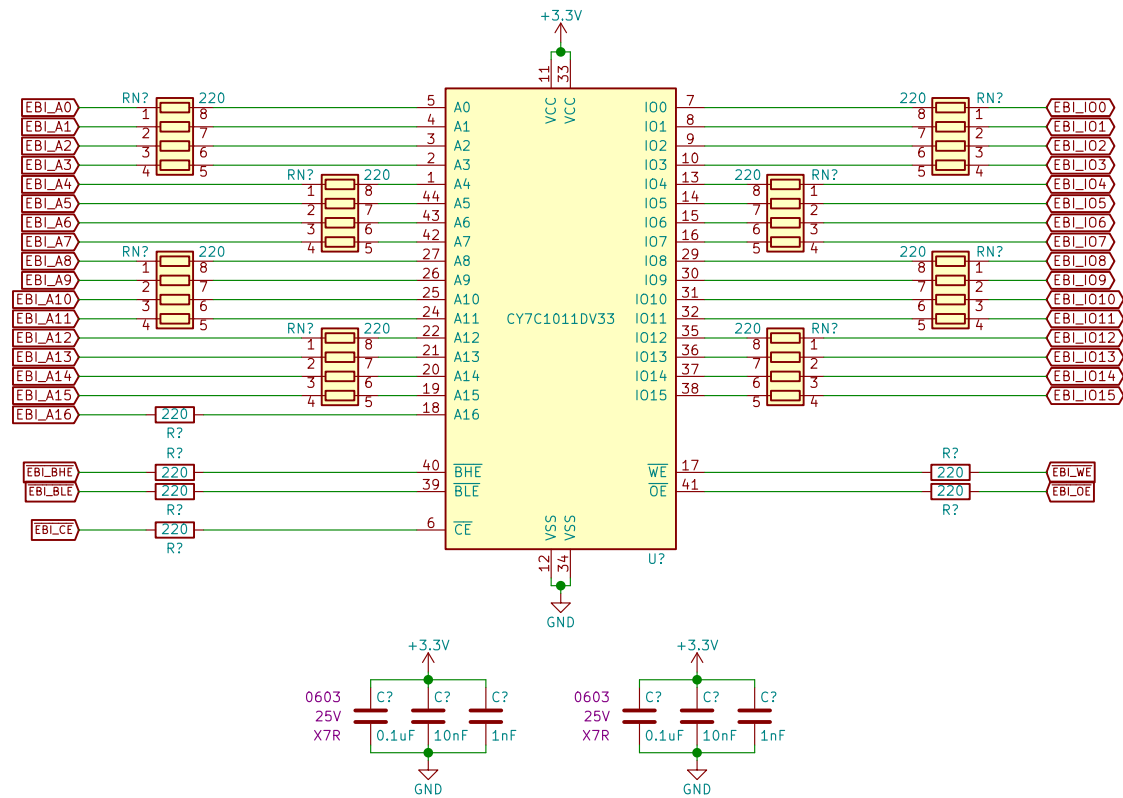 +3.3V
11 33
VCC VCC
RN? 220
220 RN?
EBI_A0 1 8 5 A0 IO0 7 8 1 EBI_IO0
EBI_A1 2 7 4 A1 IO1 8 7 2 EBI_IO1
EBI_A2 3 6 3 A2 IO2 9 6 3 EBI_IO2
EBI_A3 4 5 2 A3 IO3 10 5 4 EBI_IO3
RN? 220
220 RN?
EBI_A4 1 8 1 A4 IO4 13 8 1 EBI_IO4
EBI_A5 2 7 44 A5 IO5 14 7 2 EBI_IO5
EBI_A6 3 6 43 A6 IO6 15 6 3 EBI_IO6
EBI_A7 4 5 42 A7 IO7 16 5 4 EBI_IO7
RN? 220
220 RN?
EBI_A8 1 8 27 A8 IO8 29 8 1 EBI_IO8
EBI_A9 2 7 26 A9 IO9 30 7 2 EBI_IO9
EBI_A10 3 6 25 A10 IO10 31 6 3 EBI_IO10
EBI_A11 4 5 24 A11 IO11 32 5 4 EBI_IO11
CY7C1011DV33
RN? 220
220 RN?
EBI_A12 1 8 22 A12 IO12 35 8 1 EBI_IO12
EBI_A13 2 7 21 A13 IO13 36 7 2 EBI_IO13
EBI_A14 3 6 20 A14 IO14 37 6 3 EBI_IO14
EBI_A15 4 5 19 A15 IO15 38 5 4 EBI_IO15
EBI_A16 220 18 A16
R?
R? R?
EBI_BHE 220 40 BHE WE 17 220 EBI_WE
EBI_BLE 220 39 BLE OE 41 220 EBI_OE
R? R?
EBI_CE 220 6 CE
R?
VSS VSS
12 34
U?
GND
+3.3V +3.3V
0603 C? C? C? 0603 C? C? C?
25V 25V
X7R 0.1uF 10nF 1nF X7R 0.1uF 10nF 1nF
GND GND